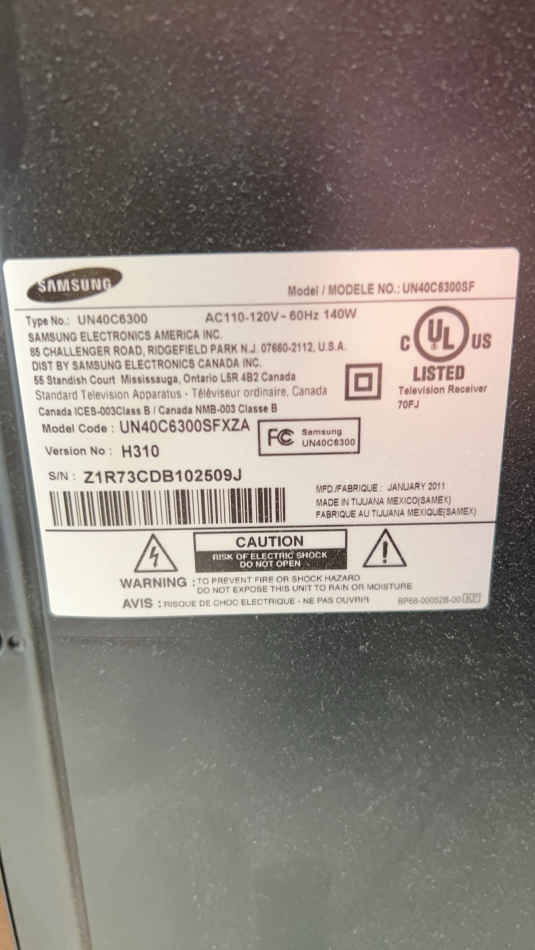 SAMSUNG
Model / MODELE NO.: UN40C6300SF
Type No.: UN40C6300 AC110-120V~60Hz 140W
SAMSUNG ELECTRONICS AMERICA INC.
85 CHALLENGER ROAD, RIDGEFIELD PARK N.J. 07660-2112, U.S.A.
DIST BY SAMSUNG ELECTRONICS CANADA INC.
55 Standish Court Mississauga, Ontario L5R 4B2 Canada
Standard Television Apparatus - Téléviseur ordinaire, Canada
Canada ICES-003Class B / Canada NMB-003 Classe B
C UL US
LISTED
Television Receiver
70FJ
Model Code : UN40C6300SFXZA
FC Samsung
UN40C6300
Version No : H310
S/N : Z1R73CDB102509J
MFD./FABRIQUE : JANUARY 2011
MADE IN TIJUANA MEXICO(SAMEX)
FABRIQUE AU TIJUANA MEXIQUE(SAMEX)
CAUTION
RISK OF ELECTRIC SHOCK
DO NOT OPEN
WARNING : TO PREVENT FIRE OR SHOCK HAZARD
DO NOT EXPOSE THIS UNIT TO RAIN OR MOISTURE
AVIS : RISQUE DE CHOC ELECTRIQUE - NE PAS OUVRIR